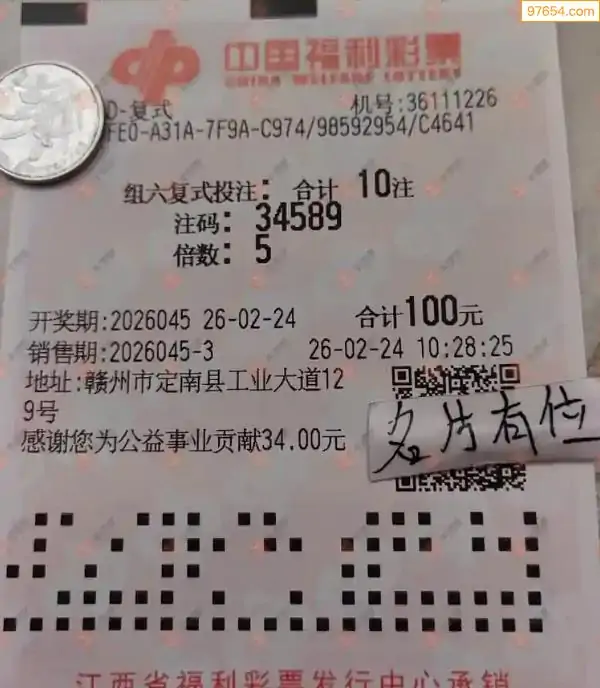 97654.com
中国福利彩票
CHINA WELFARE LOTTERY
D-复式 机号:36111226
FE0-A31A-7F9A-C974/98592954/C4641
组六复式投注: 合计 10注
注码: 34589
倍数: 5
开奖期:2026045 26-02-24 合计100元
销售期:2026045-3 26-02-24 10:28:25
地址:赣州市定南县工业大道12
9号
感谢您为公益事业贡献34.00元
名片有位
江西省福利彩票发行中心承销